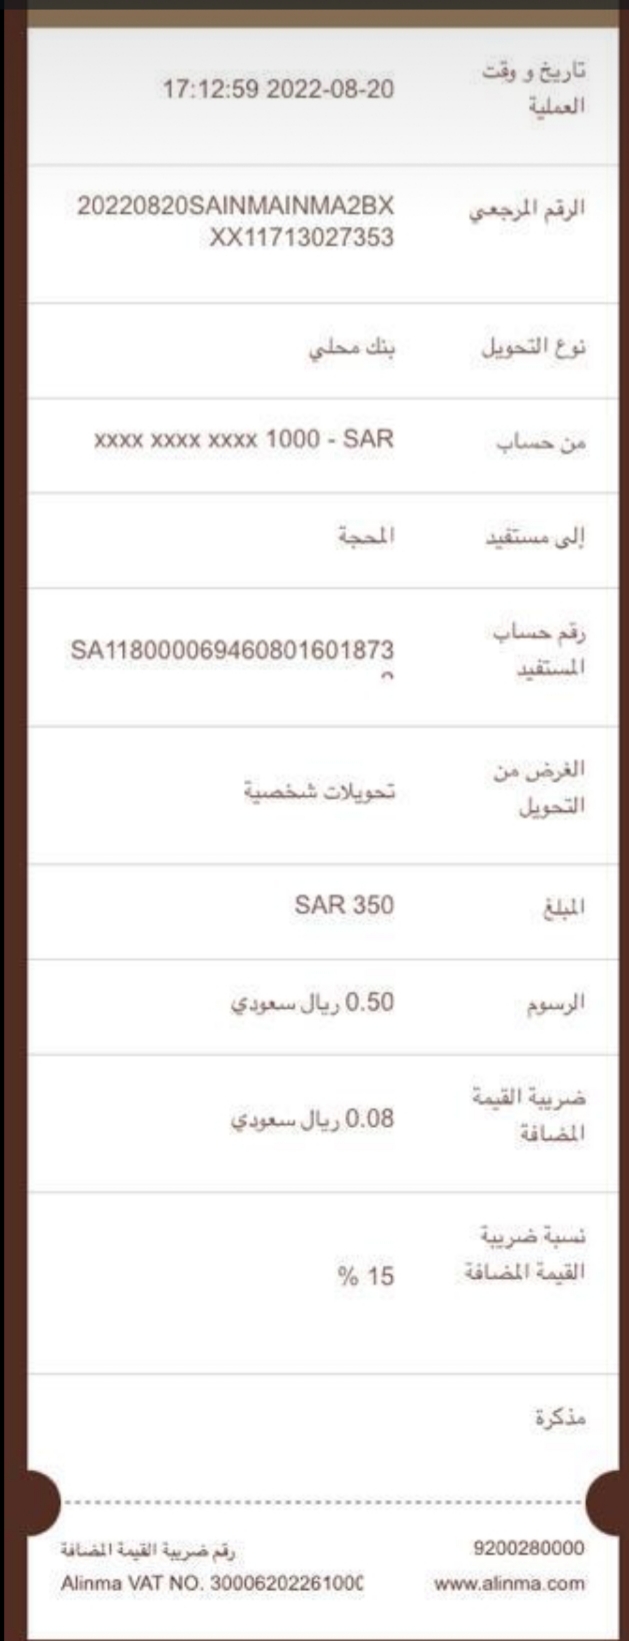 تاريخ و وقت
العملية
17:12:59 2022-08-20
الرقم المرجعي
20220820SAINMAINMA2BX
XX11713027353
نوع التحويل
بنك محلي
من حساب
xxxx xxxx xxxx 1000 - SAR
إلى مستفيد
المحجة
رقم حساب
المستفيد
SA118000069460801601873
الغرض من
التحويل
تحويلات شخصية
المبلغ
SAR 350
الرسوم
0.50 ريال سعودي
ضريبة القيمة
المضافة
0.08 ريال سعودي
نسبة ضريبة
القيمة المضافة
% 15
مذكرة
9200280000
رقم ضريبة القيمة المضافة
www.alinma.com
Alinma VAT NO. 30006202261000